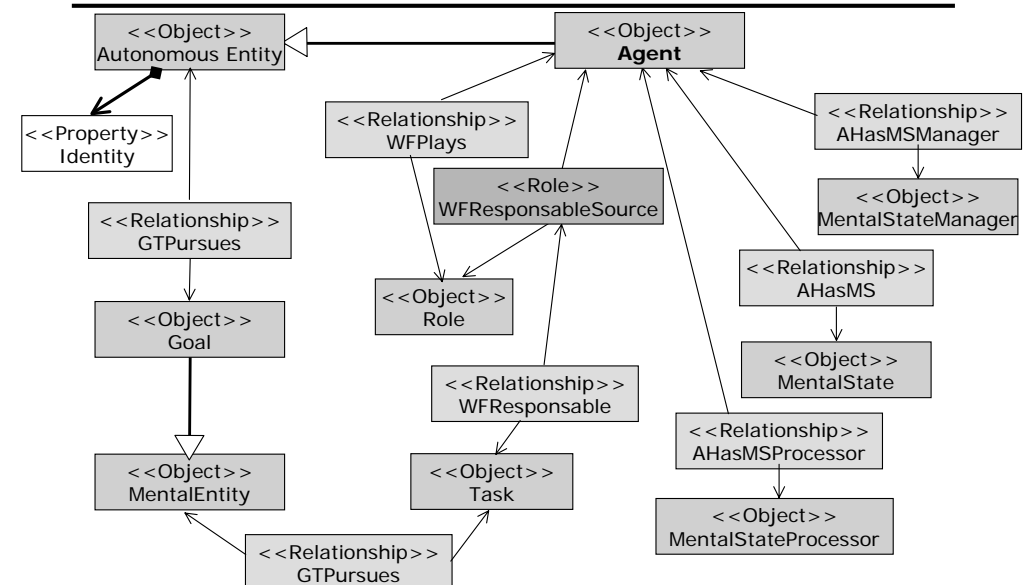 <<Object>>
Autonomous Entity
<<Object>>
Agent
<<Property>>
Identity
<<Relationship>>
WFPlays
<<Relationship>>
AHasMSManager
<<Role>>
WFResponsableSource
<<Object>>
MentalStateManager
<<Relationship>>
GTPursues
<<Relationship>>
AHasMS
<<Object>>
Role
<<Object>>
Goal
<<Object>>
MentalState
<<Relationship>>
WFResponsable
<<Relationship>>
AHasMSProcessor
<<Object>>
MentalEntity
<<Object>>
Task
<<Object>>
MentalStateProcessor
<<Relationship>>
GTPursues